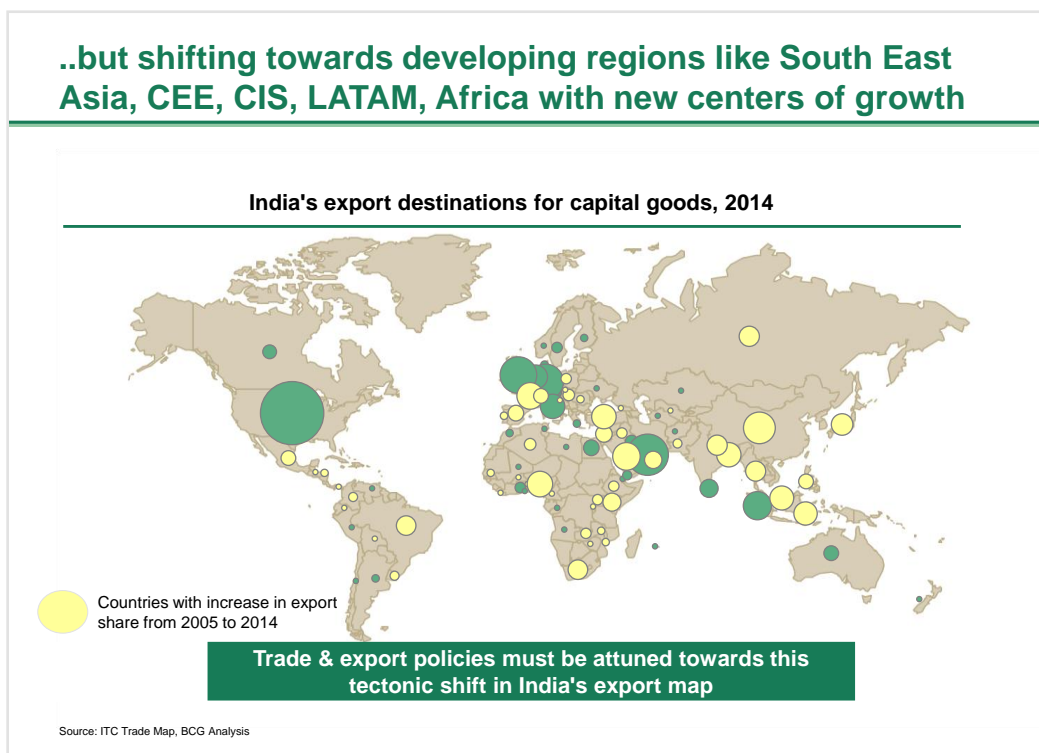 ..but shifting towards developing regions like South East
Asia, CEE, CIS, LATAM, Africa with new centers of growth
India's export destinations for capital goods, 2014
Countries with increase in export
share from 2005 to 2014
Trade & export policies must be attuned towards this
tectonic shift in India's export map
Source: ITC Trade Map, BCG Analysis